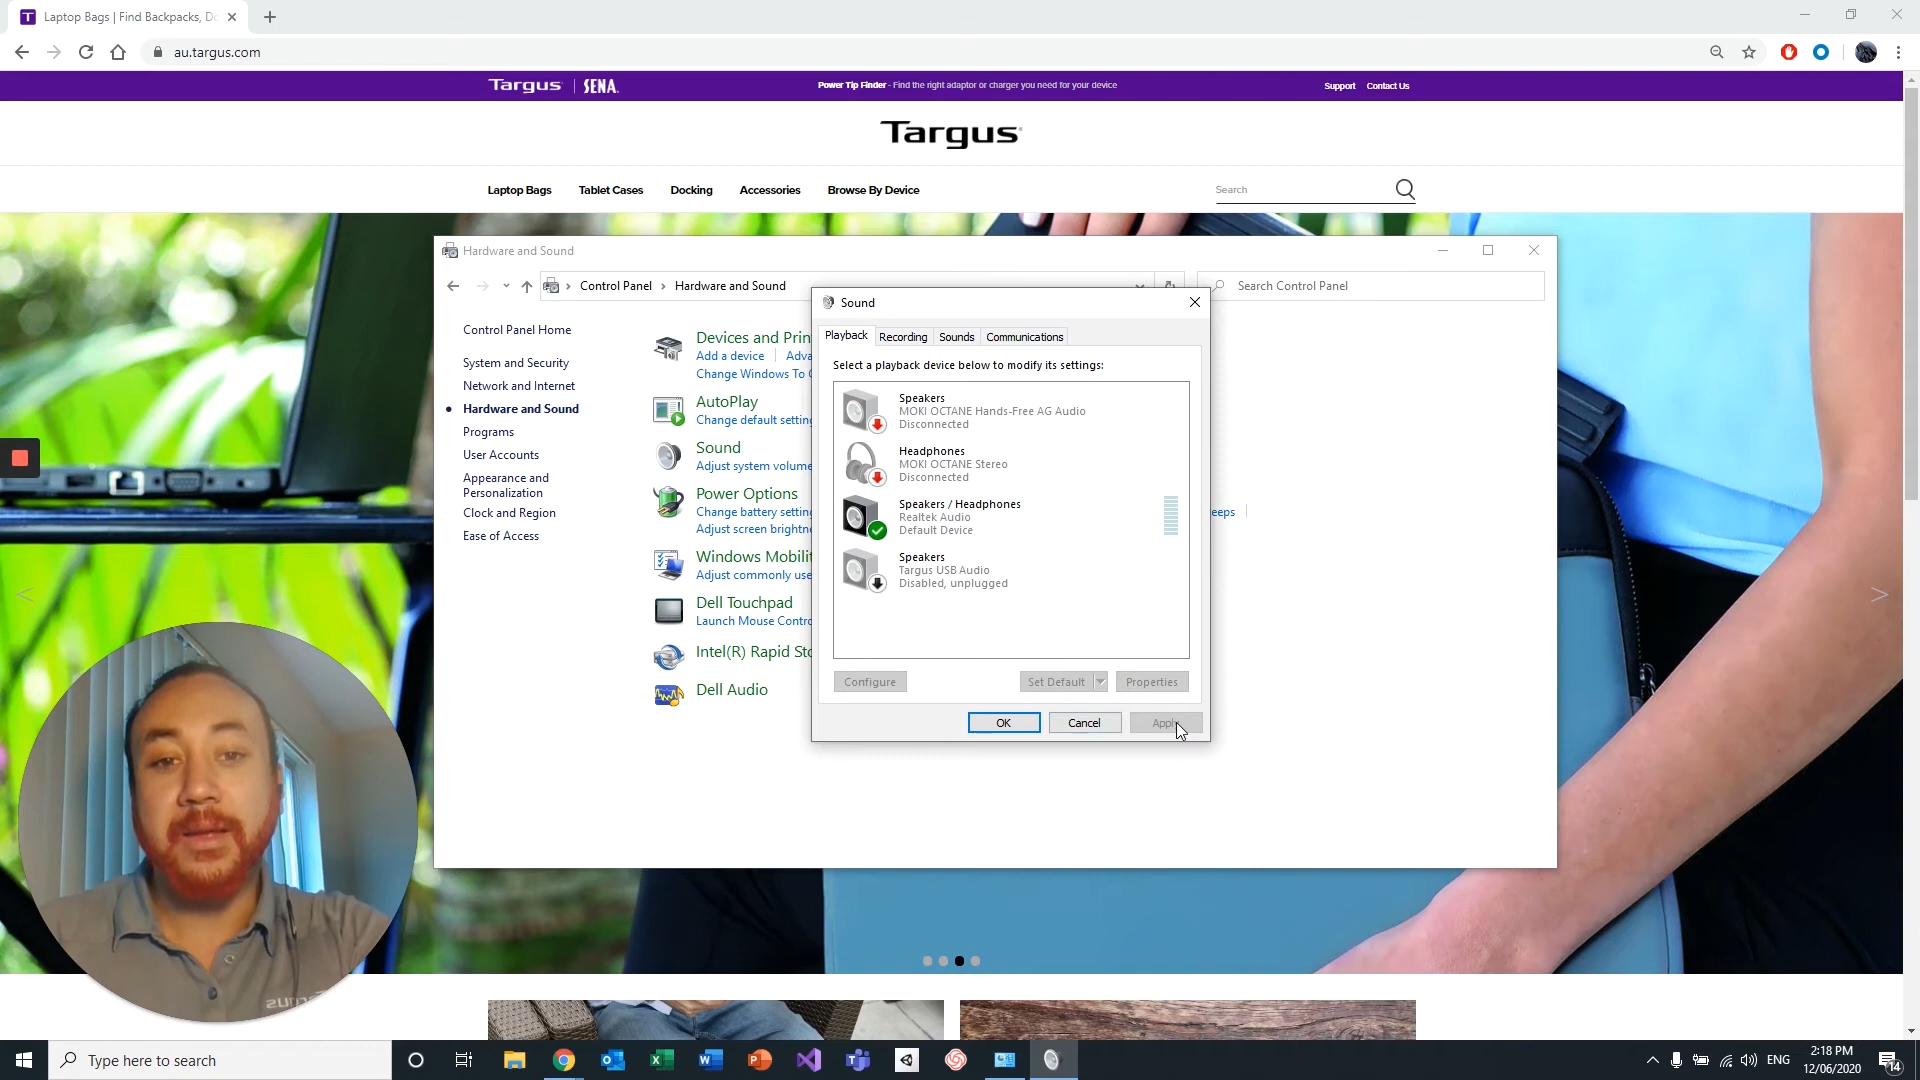 Laptop Bags | Find Backpacks, Do
au.targus.com
Targus | SENA
Power Tip Finder - Find the right adaptor or charger you need for your device
Support Contact Us
Targus
Laptop Bags Tablet Cases Docking Accessories Browse By Device
Search
Hardware and Sound
Control Panel > Hardware and Sound
Search Control Panel
Control Panel Home
System and Security
Network and Internet
Hardware and Sound
Programs
User Accounts
Appearance and
Personalization
Clock and Region
Ease of Access
Devices and Prin
Add a device
Change Windows To
AutoPlay
Change default setting
Sound
Adjust system volume
Power Options
Change battery setting
Adjust screen brightn
Windows Mobilit
Adjust commonly use
Dell Touchpad
Launch Mouse Contro
Intel(R) Rapid Sto
Dell Audio
eeps
Sound
Playback Recording Sounds Communications
Select a playback device below to modify its settings:
Speakers
MOKI OCTANE Hands-Free AG Audio
Disconnected
Headphones
MOKI OCTANE Stereo
Disconnected
Speakers / Headphones
Realtek Audio
Default Device
Speakers
Targus USB Audio
Disabled, unplugged
Configure Set Default Properties
OK Cancel Apply
Type here to search
ENG
2:18 PM
12/06/2020
14